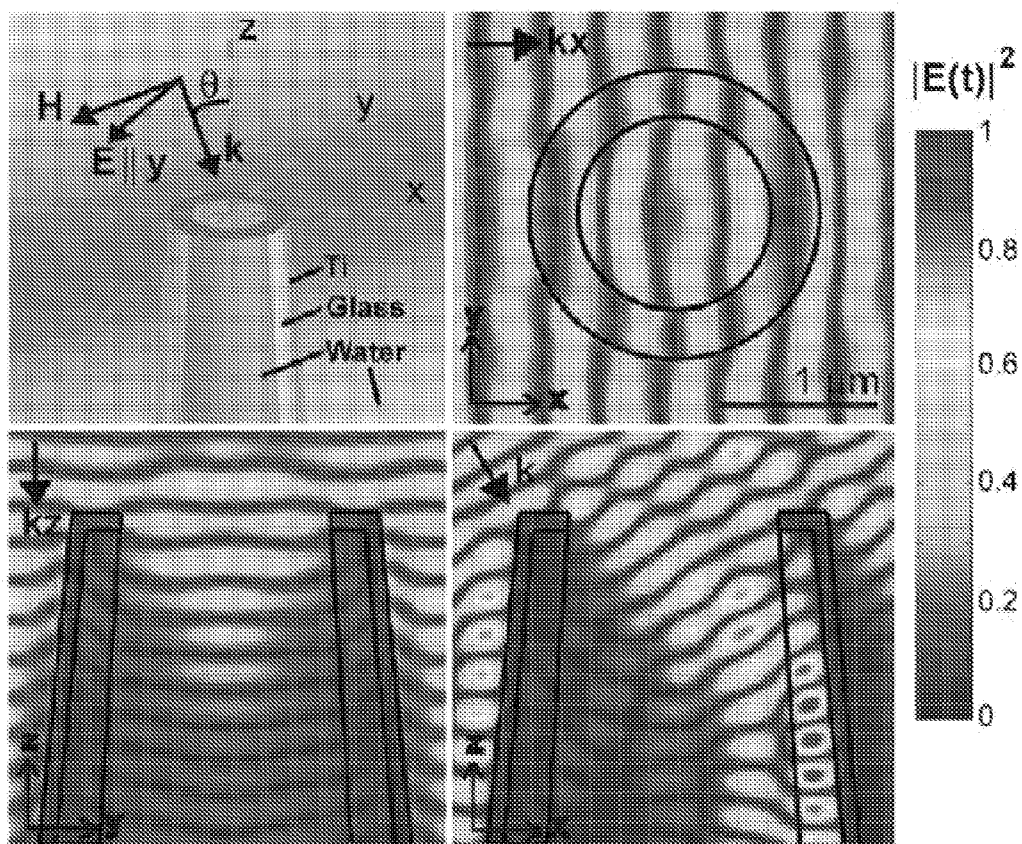 z
θ
H
y
E || y
k
x
Ti
Glass
Water
kx
y
x
1 μm
|E(t)|²
1
0.8
0.6
0.4
0.2
0
kz
z
k
z